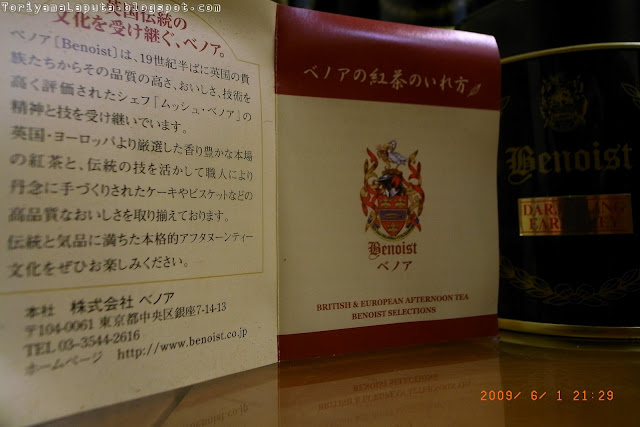 Toriyamalaputa.blogspot.com
英国伝統の
文化を受け継ぐ、ベノア。
ベノア〔Benoist〕は、19世紀半ばに英国の貴
族たちからその品質の高さ、おいしさ、技術を
高く評価されたシェフ「ムッシュ・ベノア」の
精神と技を受け継いでいます。
英国・ヨーロッパより厳選した香り豊かな本場
の紅茶と、伝統の技を活かして職人により
丹念に手づくりされたケーキやビスケットなどの
高品質なおいしさを取り揃えております。
伝統と気品に満ちた本格的アフタヌーンティー
文化をぜひお楽しみください。
本社 株式会社 ベノア
〒104-0061 東京都中央区銀座7-14-13
TEL 03-3544-2616
ホームページ http://www.benoist.co.jp
ベノアの紅茶のいれ方
Benoist
ベノア
BRITISH & EUROPEAN AFTERNOON TEA
BENOIST SELECTIONS
Benoist
DARJEELING
EARL GREY
2009/ 6/ 1 21:29